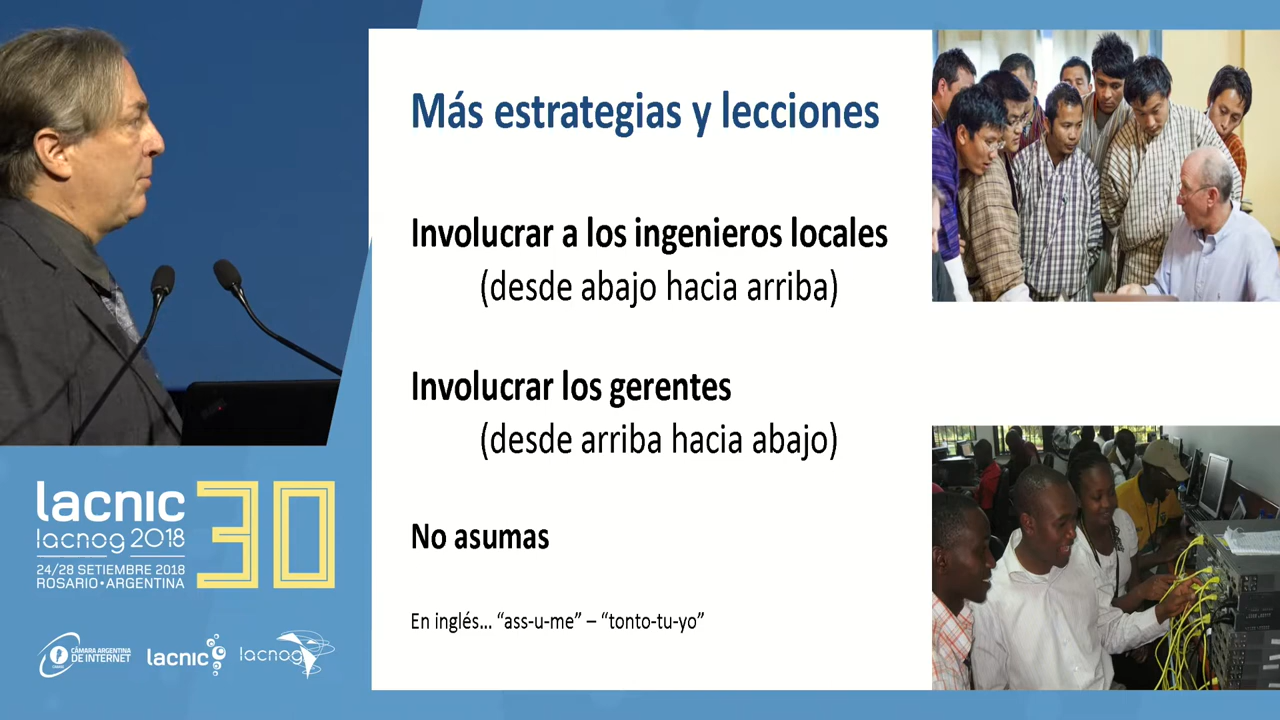 Más estrategias y lecciones
Involucrar a los ingenieros locales
(desde abajo hacia arriba)
Involucrar los gerentes
(desde arriba hacia abajo)
No asumas
En inglés... “ass-u-me” – “tonto-tu-yo”
lacnic 30
lacnog 2018
24/28 SETIEMBRE 2018
ROSARIO•ARGENTINA
CÁMARA ARGENTINA
DE INTERNET
lacnic
lacnog